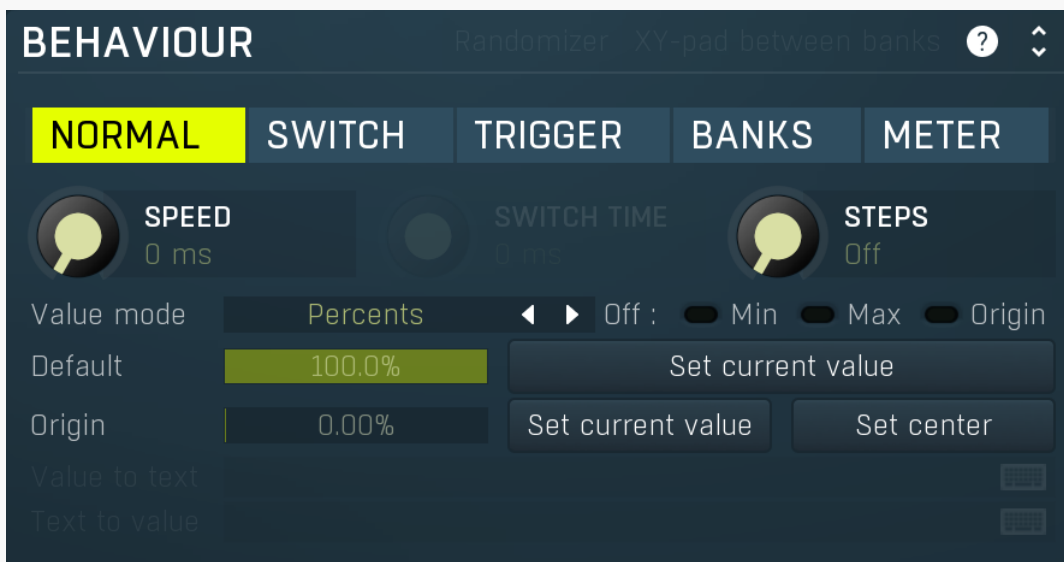 BEHAVIOUR Randomizer XY-pad between banks ?
NORMAL SWITCH TRIGGER BANKS METER
SPEED SWITCH TIME STEPS
0 ms 0 ms Off
Value mode Percents Off : Min Max Origin
Default 100.0% Set current value
Origin 0.00% Set current value Set center
Value to text
Text to value